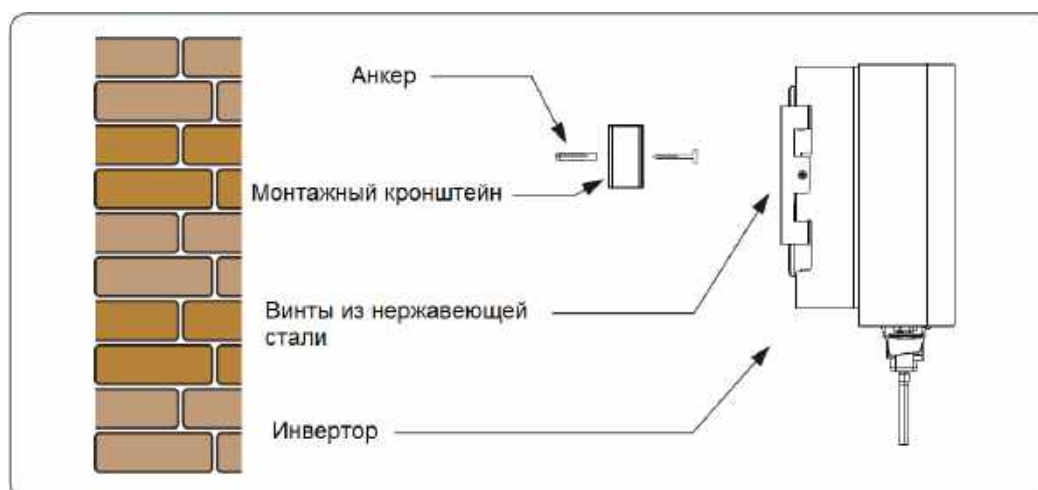 Анкер
Монтажный кронштейн
Винты из нержавеющей
стали
Инвертор